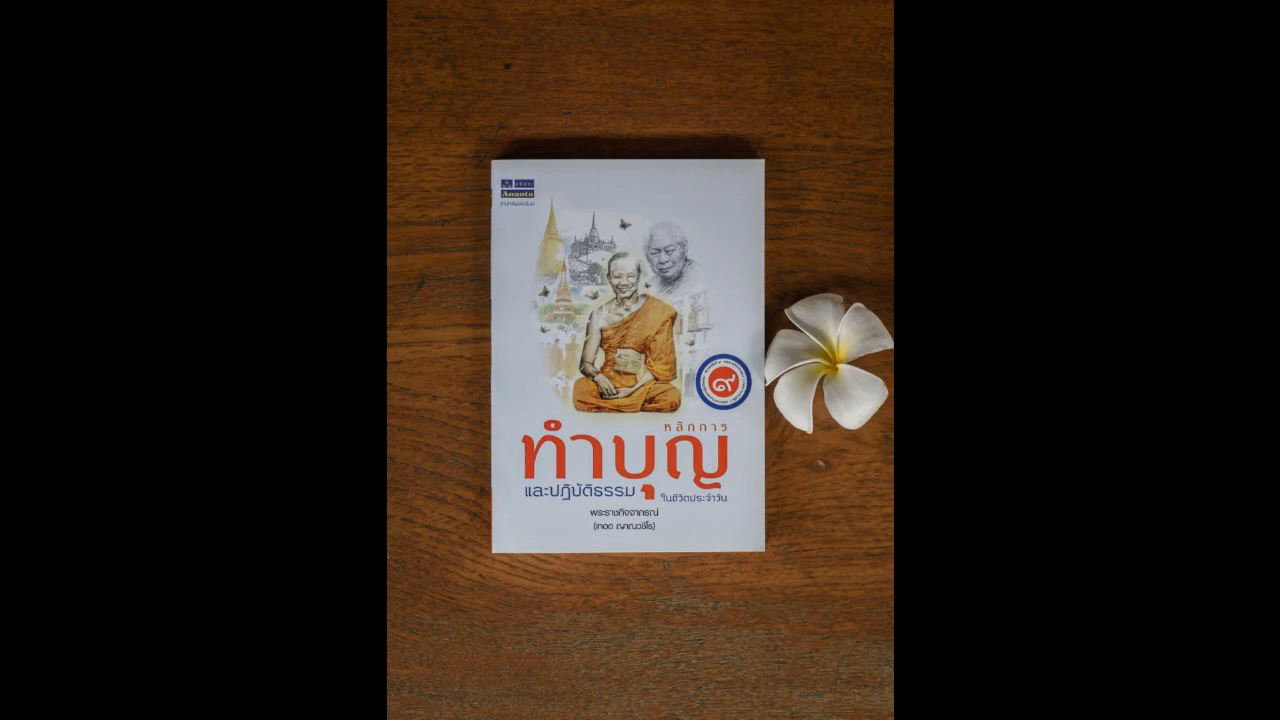 Ananta
หลักการ
ทำบุญ
และปฏิบัติธรรม
ในชีวิตประจำวัน
พระราชกิจจาภรณ์
(เทอด ญาณวชิโร)
๙